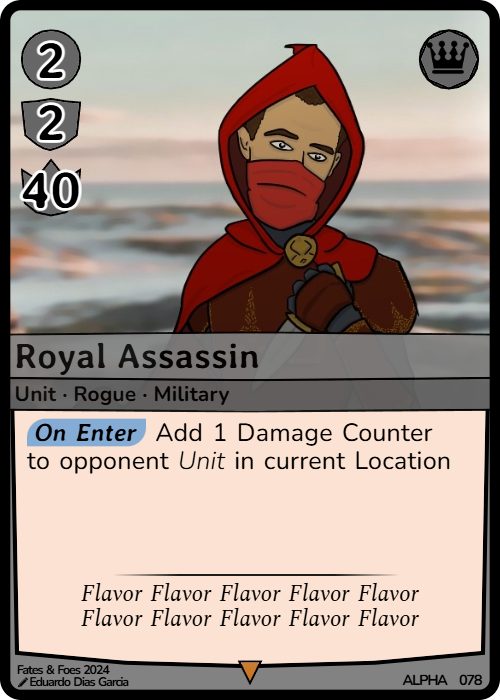 2
2
40
Royal Assassin
Unit · Rogue · Military
On Enter Add 1 Damage Counter
to opponent Unit in current Location
Flavor Flavor Flavor Flavor Flavor
Flavor Flavor Flavor Flavor Flavor
Fates & Foes 2024
Eduardo Dias Garcia
ALPHA 078